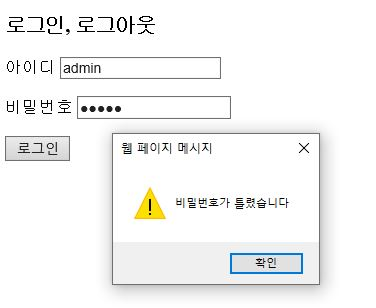 로그인, 로그아웃
아이디 admin
비밀번호 ●●●●●
로그인
웹 페이지 메시지
비밀번호가 틀렸습니다
확인